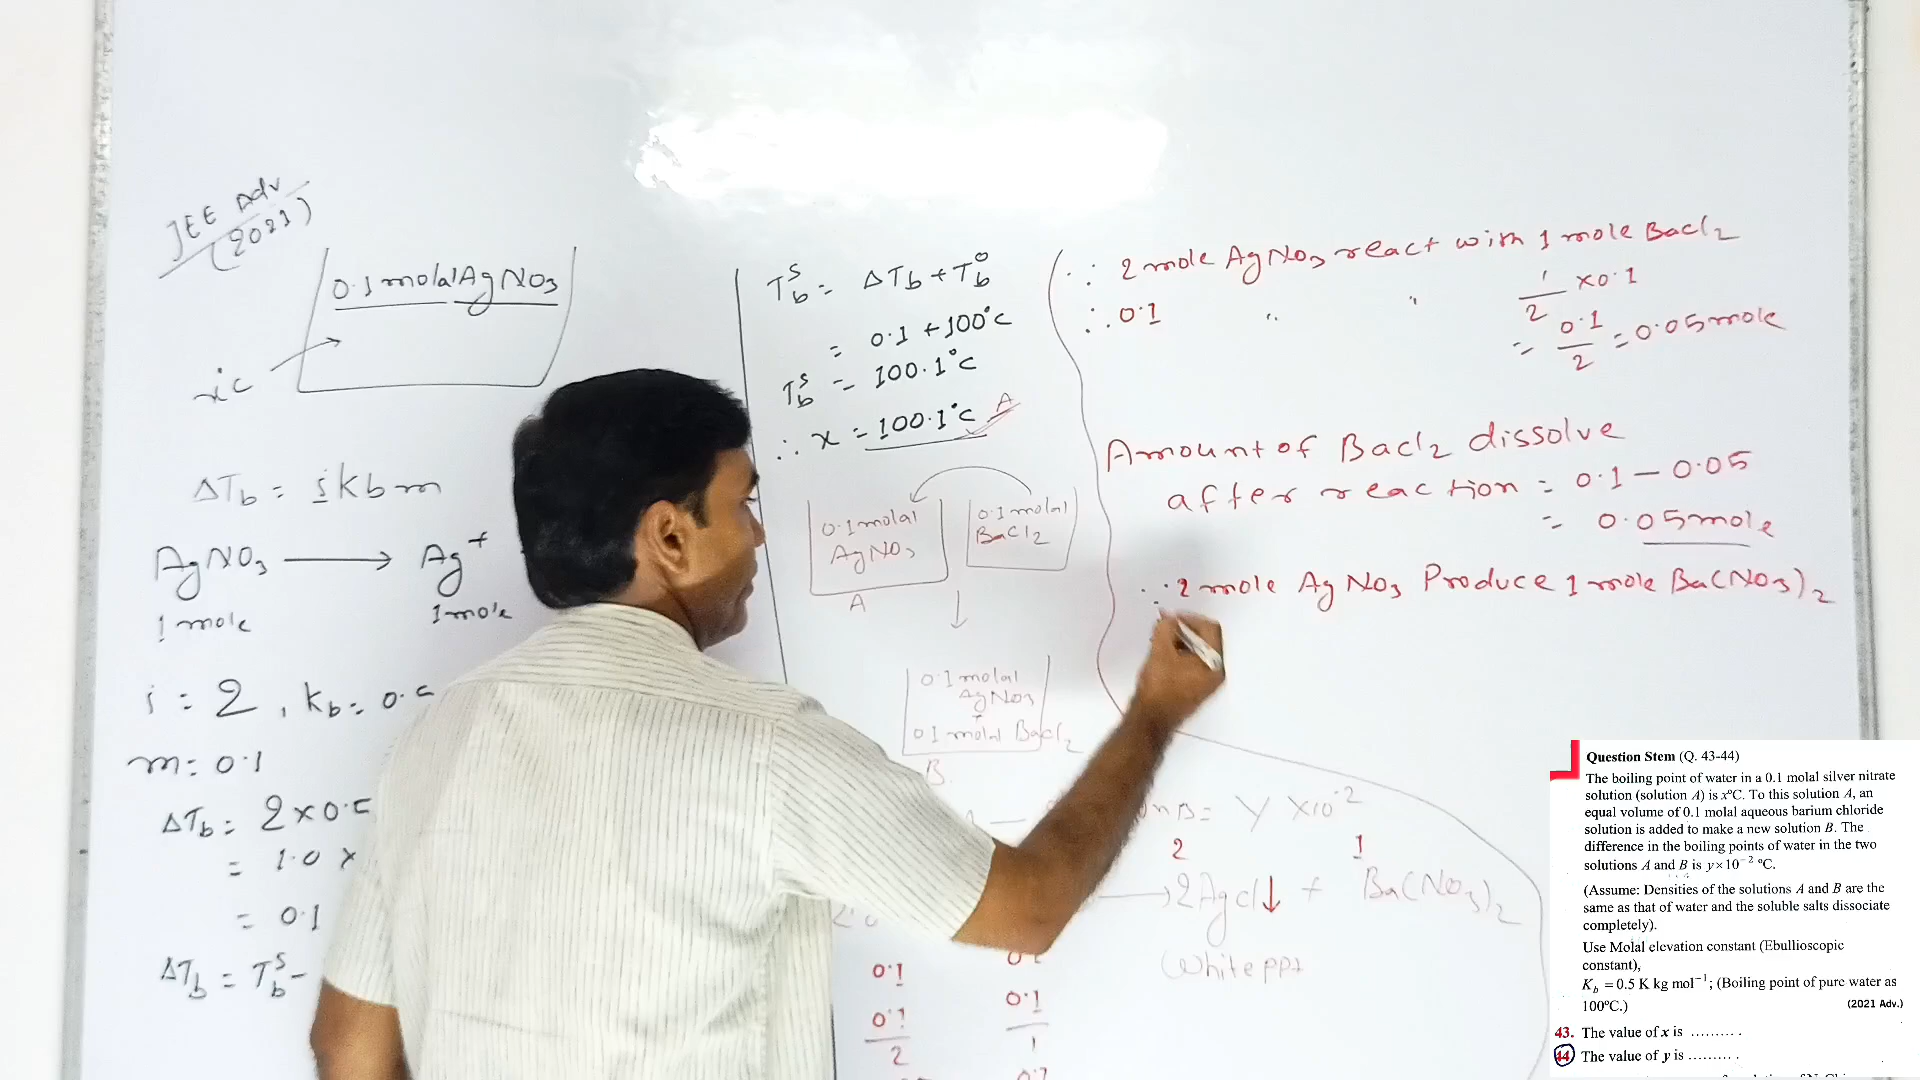 JEE Adv
(2021)
0.1 molal AgNO3
x°C
ΔTb = i kb m
AgNO3 ⟶ Ag+
1 mole 1 mole
i = 2, kb = 0.
m = 0.1
ΔTb = 2 × 0.5
= 1.0 ×
= 0.1
ΔTb = Tb^s -
Tb^s = ΔTb + Tb°
= 0.1 + 100°C
Tb^s = 100.1°C
∴ x = 100.1°C A
0.1 molal
AgNO3
A
0.1 molal
BaCl2
0.1 molal
AgNO3
+
0.1 molal BaCl2
B
B = Y × 10^-2
2 1
⟶ 2AgCl↓ + Ba(NO3)2
(White ppt
0.1
0.1
2
0.1
1
∵ 2 mole AgNO3 react with 1 mole BaCl2
∴ 0.1 " " 1/2 × 0.1
= 0.1/2 = 0.05 mole
Amount of BaCl2 dissolve
after reaction = 0.1 - 0.05
= 0.05 mole
∵ 2 mole AgNO3 Produce 1 mole Ba(NO3)2
Question Stem (Q. 43-44)
The boiling point of water in a 0.1 molal silver nitrate
solution (solution A) is x°C. To this solution A, an
equal volume of 0.1 molal aqueous barium chloride
solution is added to make a new solution B. The
difference in the boiling points of water in the two
solutions A and B is y×10^-2 °C.
(Assume: Densities of the solutions A and B are the
same as that of water and the soluble salts dissociate
completely).
Use Molal elevation constant (Ebullioscopic
constant),
Kb = 0.5 K kg mol^-1; (Boiling point of pure water as
100°C.) (2021 Adv.)
43. The value of x is ..........
44 The value of y is ..........